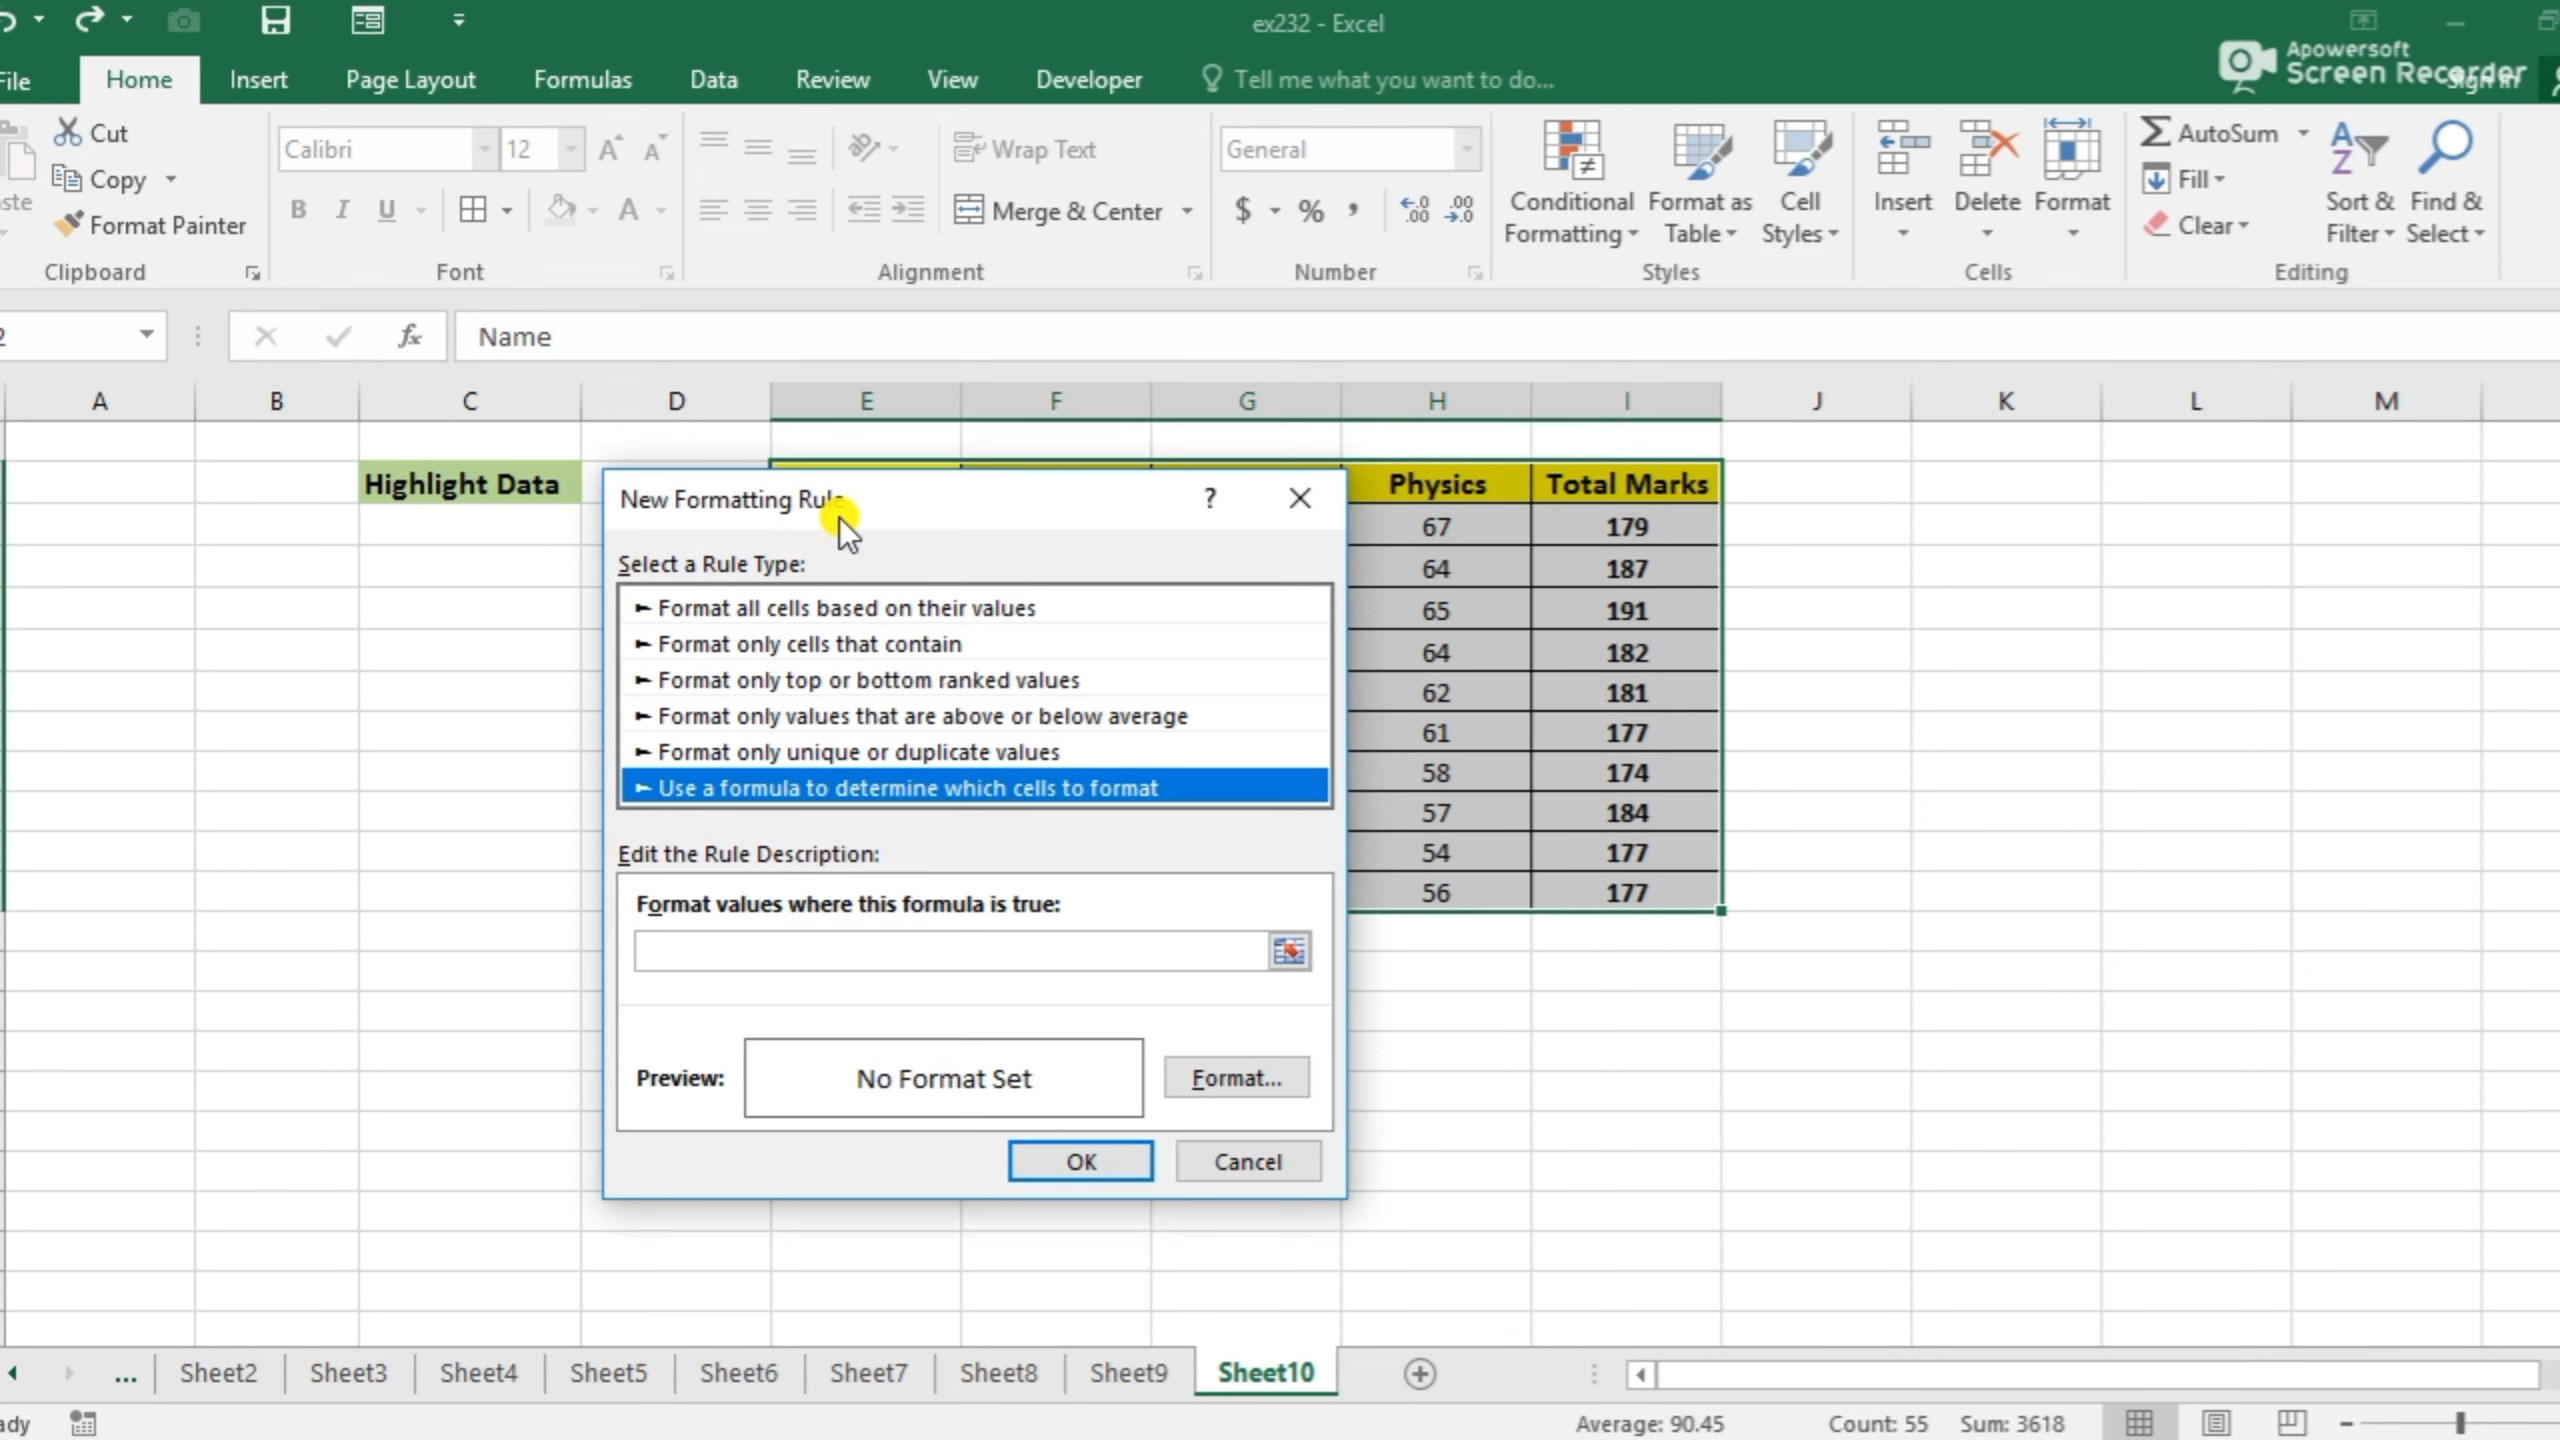 ex232 - Excel
Apowersoft
Screen Recorder
File Home Insert Page Layout Formulas Data Review View Developer Tell me what you want to do...
Cut
Copy
Format Painter
Clipboard
Calibri 12
B I U
Font
Wrap Text
Merge & Center
Alignment
General
$ % ,
Number
Conditional Formatting
Format as Table
Cell Styles
Styles
Insert Delete Format
Cells
AutoSum
Fill
Clear
Sort & Filter
Find & Select
Editing
2 fx Name
A B C D E F G H I J K L M
Highlight Data Physics Total Marks
67 179
64 187
65 191
64 182
62 181
61 177
58 174
57 184
54 177
56 177
New Formatting Rule ?
Select a Rule Type:
► Format all cells based on their values
► Format only cells that contain
► Format only top or bottom ranked values
► Format only values that are above or below average
► Format only unique or duplicate values
► Use a formula to determine which cells to format
Edit the Rule Description:
Format values where this formula is true:
Preview: No Format Set Format...
OK Cancel
... Sheet2 Sheet3 Sheet4 Sheet5 Sheet6 Sheet7 Sheet8 Sheet9 Sheet10
Average: 90.45 Count: 55 Sum: 3618